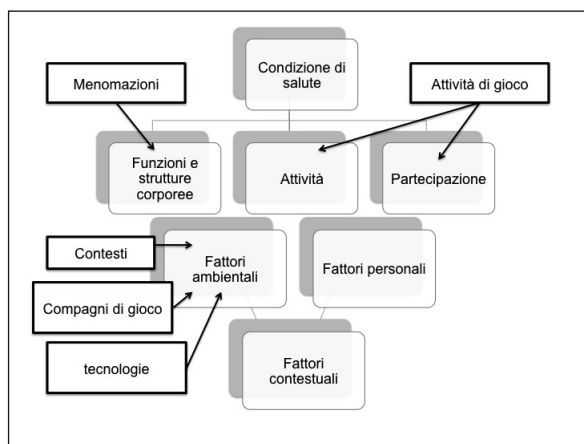 Condizione di
salute
Menomazioni
Attività di gioco
Funzioni e
strutture
corporee
Attività
Partecipazione
Contesti
Fattori
ambientali
Fattori personali
Compagni di gioco
tecnologie
Fattori
contestuali